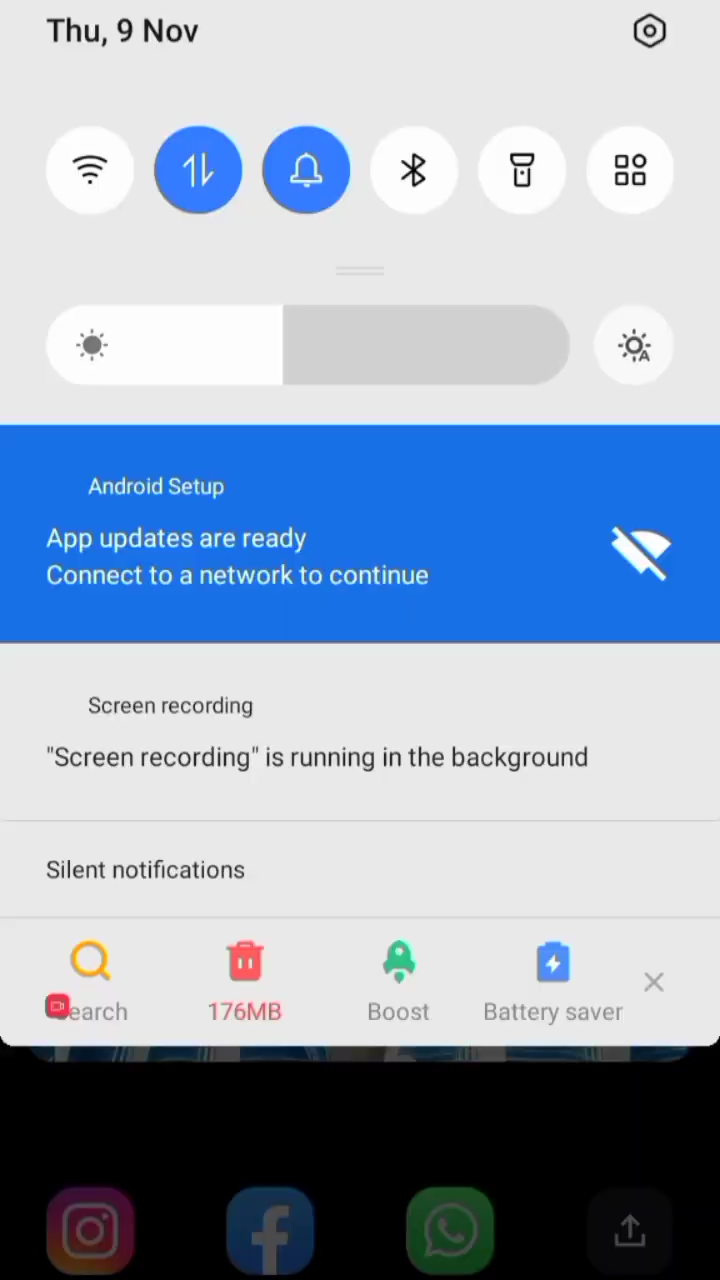 Thu, 9 Nov
Android Setup
App updates are ready
Connect to a network to continue
Screen recording
"Screen recording" is running in the background
Silent notifications
earch
176MB
Boost
Battery saver